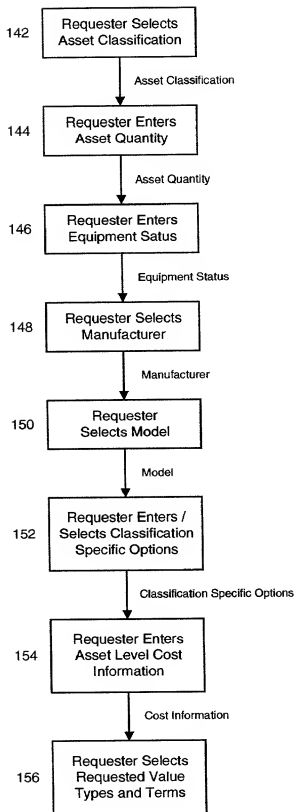 142
Requester Selects
Asset Classification
Asset Classification
144
Requester Enters
Asset Quantity
Asset Quantity
146
Requester Enters
Equipment Satus
Equipment Status
148
Requester Selects
Manufacturer
Manufacturer
150
Requester
Selects Model
Model
152
Requester Enters /
Selects Classification
Specific Options
Classification Specific Options
154
Requester Enters
Asset Level Cost
Information
Cost Information
156
Requester Selects
Requested Value
Types and Terms